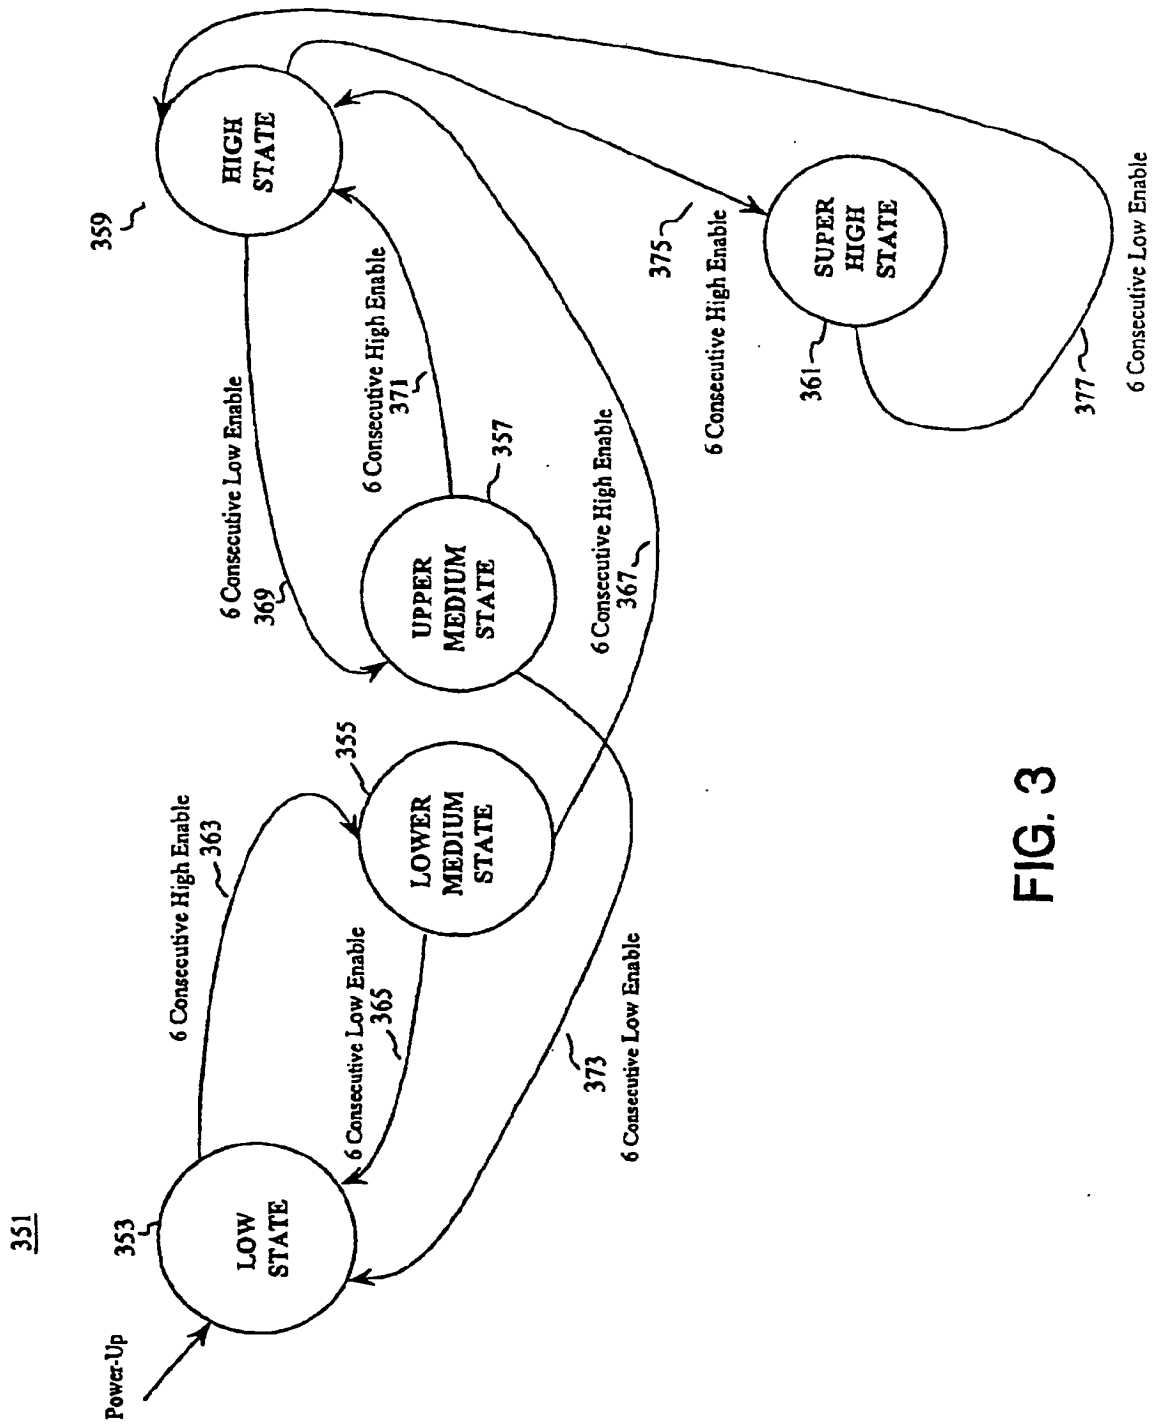 351
Power-Up
353
LOW
STATE
6 Consecutive High Enable
363
6 Consecutive Low Enable
365
355
LOWER
MEDIUM
STATE
373
6 Consecutive Low Enable
6 Consecutive Low Enable
369
UPPER
MEDIUM
STATE
357
6 Consecutive High Enable
371
6 Consecutive High Enable
367
359
HIGH
STATE
375
6 Consecutive High Enable
361
SUPER
HIGH
STATE
377
6 Consecutive Low Enable
FIG. 3